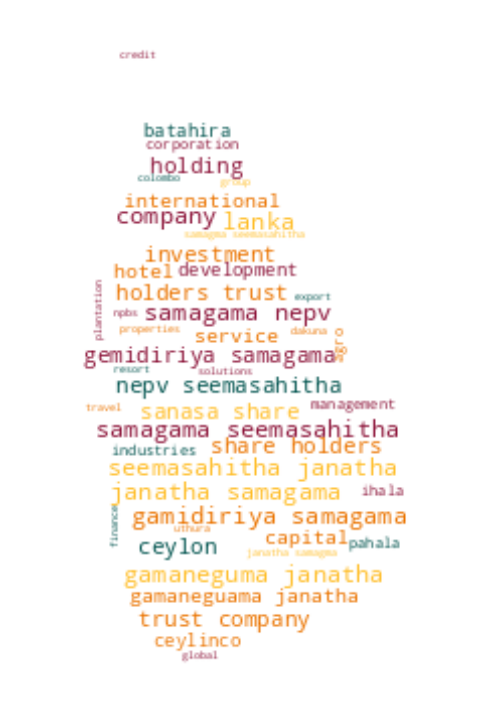 credit
batahira
corporation
holding
colombo
group
international
company lanka
samagma seemasahitha
investment
hotel development
plantation
holders trust export
npbs samagama nepv
properties service dakuna agro
gemidiriya samagama
resort solutions
nepv seemasahitha
travel sanasa share management
samagama seemasahitha
industries share holders
seemasahitha janatha
janatha samagama ihala
finance
gamidiriya samagama
uthura
ceylon capital pahala
janatha samagma
gamaneguma janatha
gamaneguama janatha
trust company
ceylinco
global